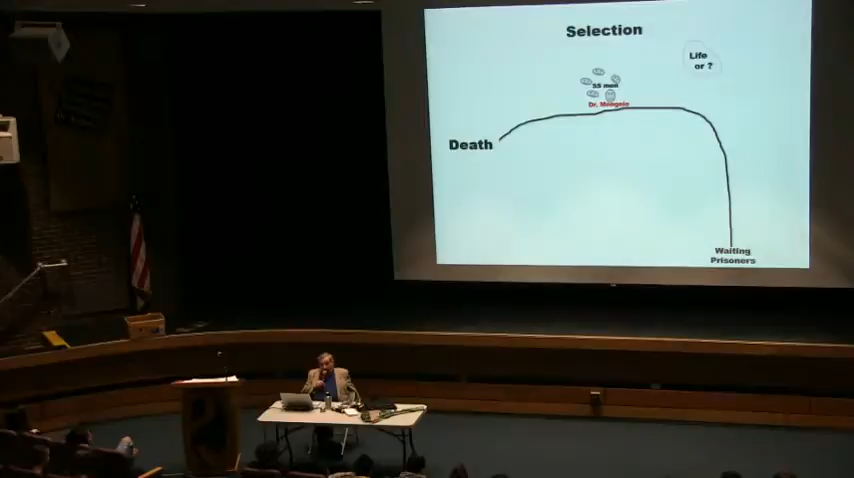 Selection
Life
or ?
SS men
Dr. Mengele
Death
Waiting
Prisoners